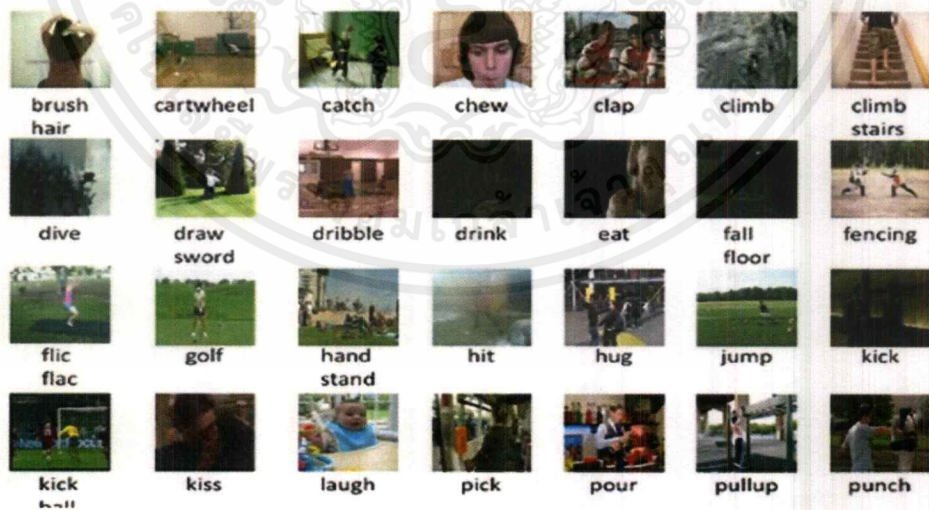 brush cartwheel catch chew clap climb climb
hair stairs
dive draw dribble drink eat fall fencing
sword floor
flic golf hand hit hug jump kick
flac stand
kick kiss laugh pick pour pullup punch
ball